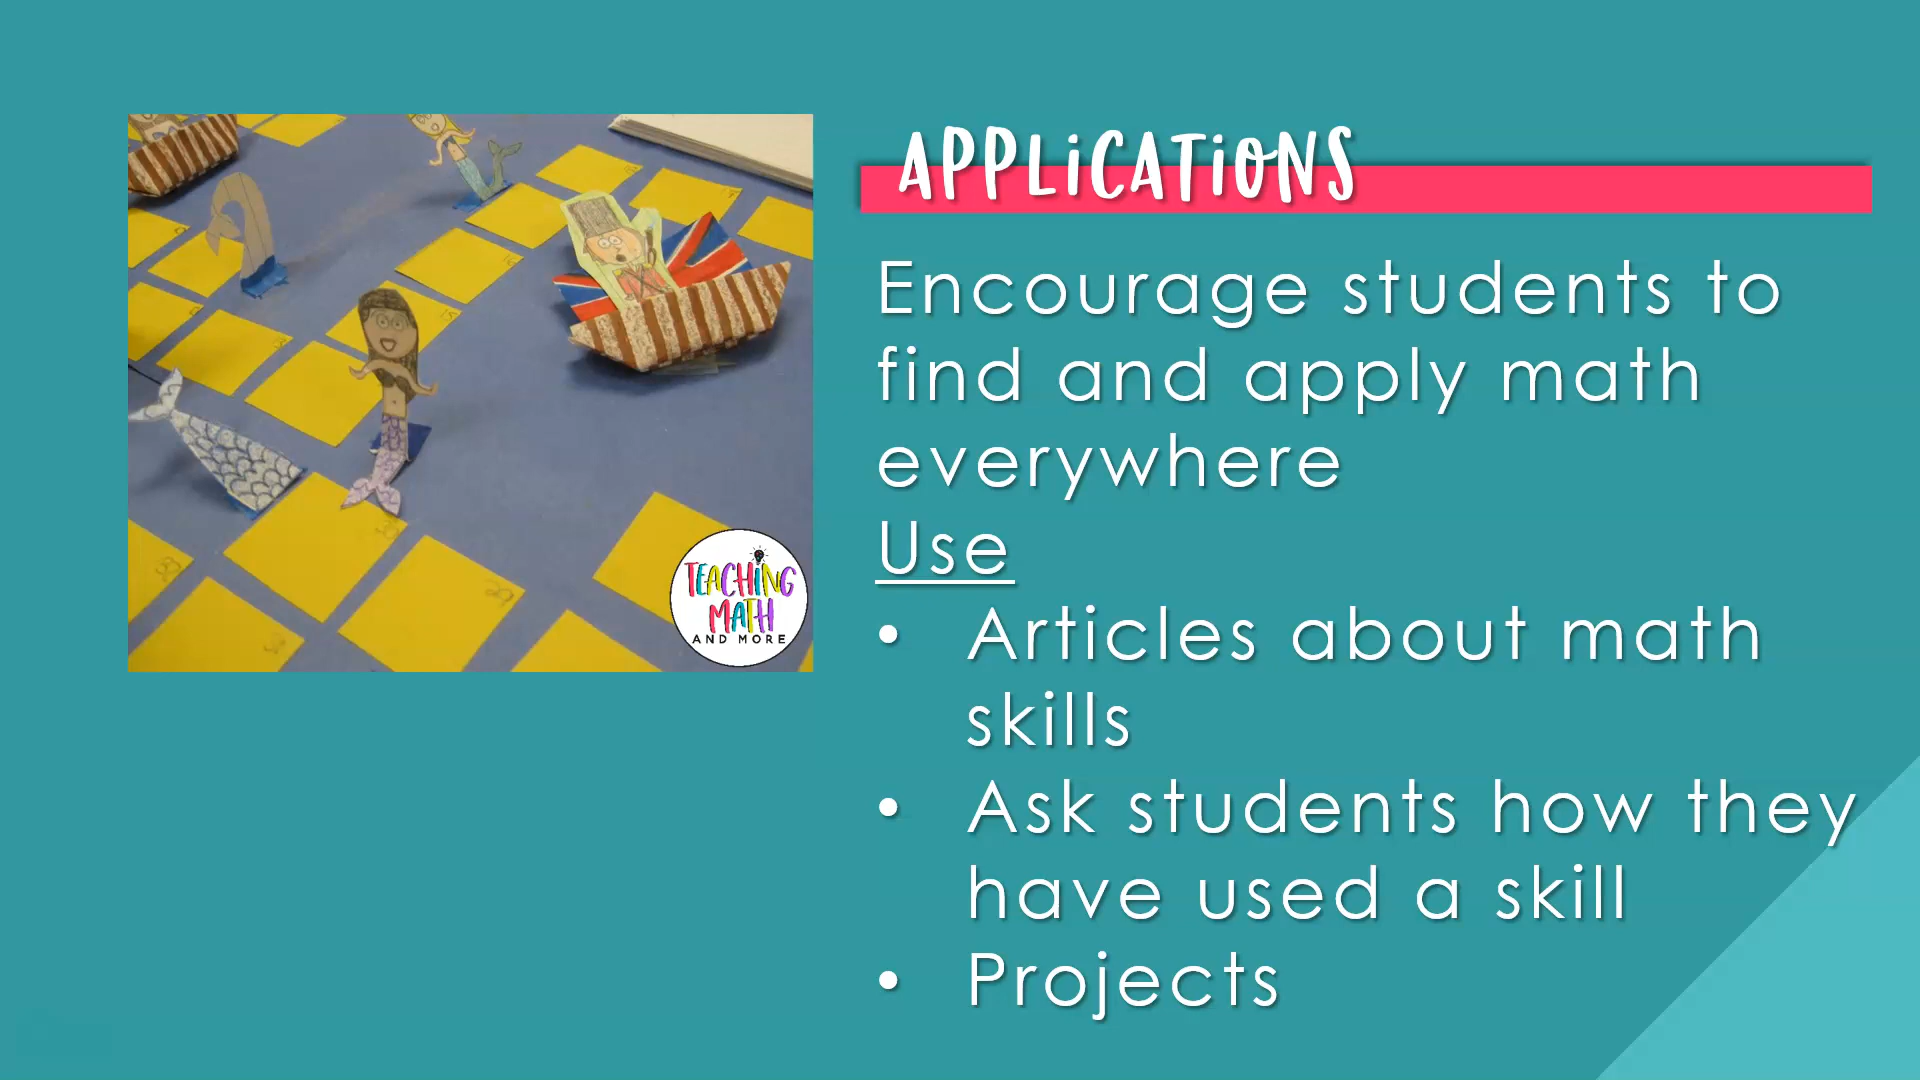 APPLiCATiONS
Encourage students to
find and apply math
everywhere
Use
• Articles about math
skills
• Ask students how they
have used a skill
• Projects
TEACHiNG
MATH
AND MORE